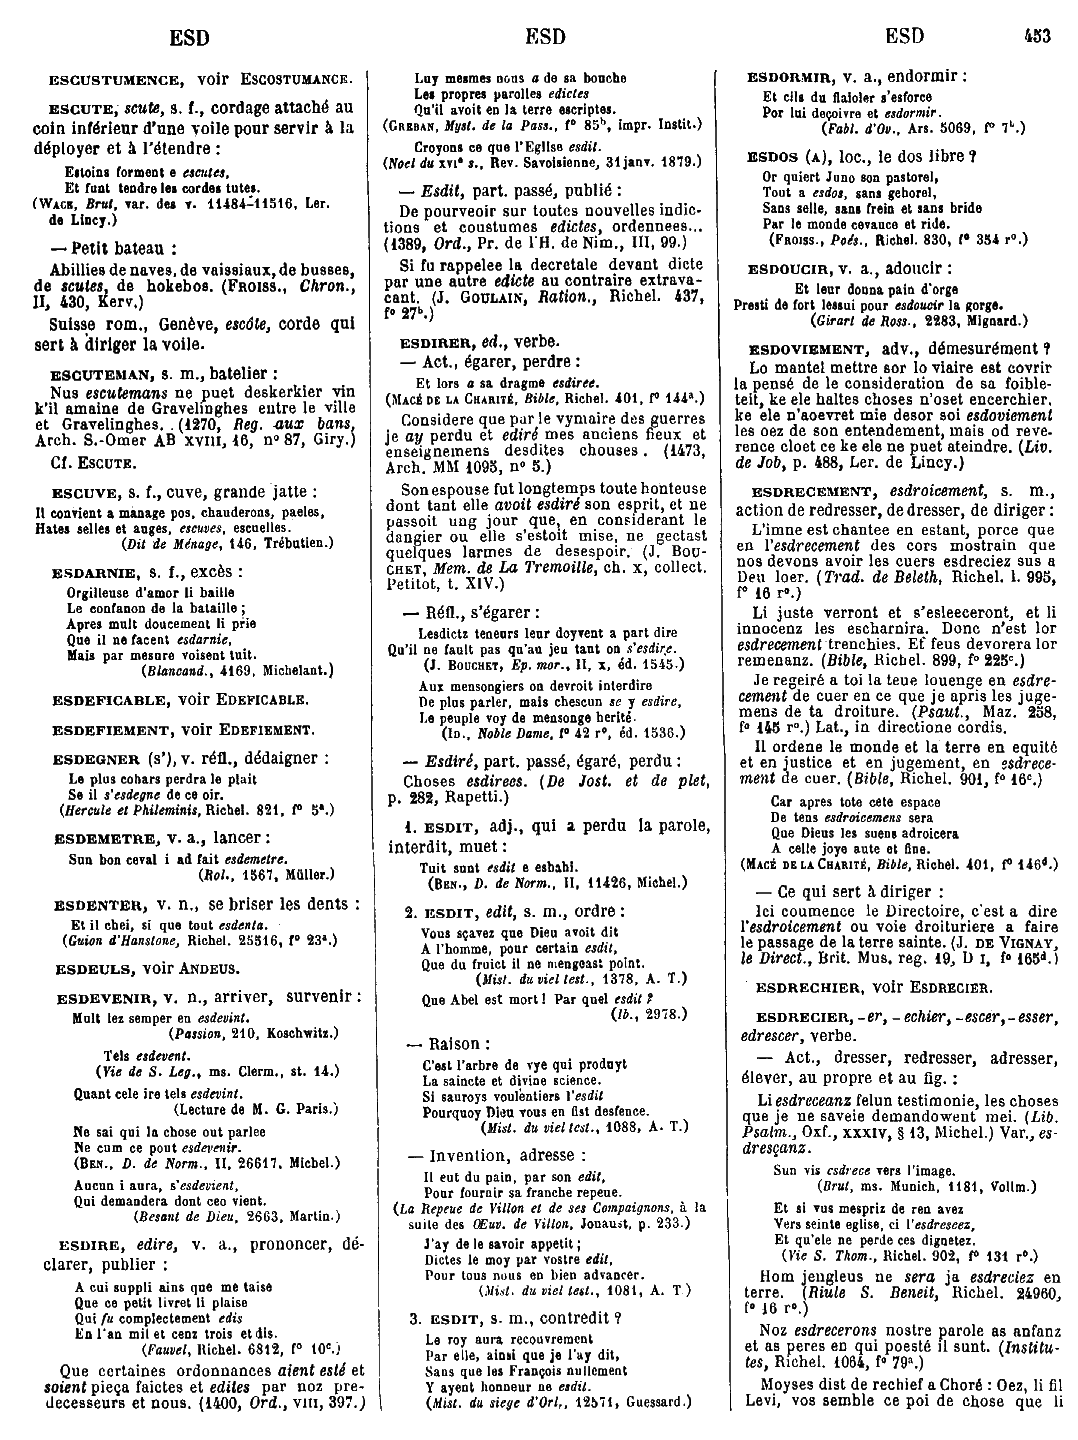 ESD
ESD
ESD 453
ESCUSTUMENCE, voir ESCOSTUMANCE.
ESCUTE, scute, s. f., cordage attaché au
coin inférieur d'une voile pour servir à la
déployer et à l'étendre :
Estoins forment e escutes,
Et funt tendre les cordes tutes.
(WACE, Brut, var. des v. 11484-11516, Ler.
de Lincy.)
— Petit bateau :
Abillies de naves, de vaissiaux, de busses,
de scutes, de hokebos. (FROISS., Chron.,
II, 430, Kerv.)
Suisse rom., Genève, escôte, corde qui
sert à diriger la voile.
ESCUTEMAN, s. m., batelier :
Nus escutemans ne puet deskerkier vin
k'il amaine de Gravelinghes entre le ville
et Gravelinghes. (1270, Reg. aux bans,
Arch. S.-Omer AB XVIII, 16, n° 87, Giry.)
Cf. ESCUTE.
ESCUVE, s. f., cuve, grande jatte :
Il convient a manage pos, chauderons, paeles,
Hates selles et auges, escuves, escuelles.
(Dit de Ménage, 146, Trébutien.)
ESDARNIE, s. f., excès :
Orgilleuse d'amor li baille
Le confanon de la bataille ;
Apres mult doucement li prie
Que il ne facent esdarnie,
Mais par mesure voisent tuit.
(Blancand., 4169, Michelant.)
ESDEFICABLE, voir EDEFICABLE.
ESDEFIEMENT, voir EDEFIEMENT.
ESDEGNER (s'), v. réfl., dédaigner :
Le plus cohars perdra le plait
Se il s'esdegne de ce oir.
(Hercule et Phileminis, Richel. 821, f° 5ª.)
ESDEMETRE, v. a., lancer :
Sun bon ceval i ad fait esdemetre.
(Rol., 1567, Müller.)
ESDENTER, v. n., se briser les dents :
Et il chei, si que tout esdenta.
(Guion d'Hanstone, Richel. 25516, f° 23ª.)
ESDEULS, voir ANDEUS.
ESDEVENIR, v. n., arriver, survenir :
Mult lez semper en esdevint.
(Passion, 210, Koschwitz.)
Tels esdevent.
(Vie de S. Leg., ms. Clerm., st. 14.)
Quant cele ire tels esdevint.
(Lecture de M. G. Paris.)
Ne sai qui la chose out parlee
Ne cum ce pout esdevenir.
(BEN., D. de Norm., II, 26617, Michel.)
Aucun i aura, s'esdevient,
Qui demandera dont ceo vient.
(Besant de Dieu, 2663, Martin.)
ESDIRE, edire, v. a., prononcer, dé-
clarer, publier :
A cui suppli ains que me taise
Que ce petit livret li plaise
Qui fu complectement edis
En l'an mil et cenz trois et dis.
(Fauvel, Richel. 6812, f° 10ᶜ.)
Que certaines ordonnances aient esté et
soient pieça faictes et edites par noz pre-
decesseurs et nous. (1400, Ord., VIII, 397.)
Luy mesmes nous a de sa bouche
Les propres parolles edictes
Qu'il avoit en la terre escriptes.
(GREBAN, Myst. de la Pass., f° 85ᵇ, impr. Instit.)
Croyons ce que l'Eglise esdit.
(Noel du XVIᵉ s., Rev. Savoisienne, 31 janv. 1879.)
— Esdit, part. passé, publié :
De pourveoir sur toutes nouvelles indic-
tions et coustumes edictes, ordennees...
(1389, Ord., Pr. de l'H. de Nim., III, 99.)
Si fu rappelee la decretale devant dicte
par une autre edicte au contraire extrava-
cant. (J. GOULAIN, Ration., Richel. 437,
f° 27ᵇ.)
ESDIRER, ed., verbe.
— Act., égarer, perdre :
Et lors a sa dragme esdiree.
(MACÉ DE LA CHARITÉ, Bible, Richel. 401, f° 144ª.)
Considere que par le vymaire des guerres
je ay perdu et ediré mes anciens fieux et
enseignemens desdites chouses. (1473,
Arch. MM 1095, n° 5.)
Son espouse fut longtemps toute honteuse
dont tant elle avoit esdiré son esprit, et ne
passoit ung jour que, en considerant le
dangier ou elle s'estoit mise, ne gectast
quelques larmes de desespoir. (J. BOU-
CHET, Mem. de La Tremoille, ch. X, collect.
Petitot, t. XIV.)
— Réfl., s'égarer :
Lesdictz teneurs leur doyvent a part dire
Qu'il ne fault pas qu'au jeu tant on s'esdire.
(J. BOUCHET, Ep. mor., II, X, éd. 1545.)
Aux mensongiers on devroit interdire
De plus parler, mais chescun se y esdire,
Le peuple voy de mensonge herité.
(ID., Noble Dame, f° 42 r°, éd. 1536.)
— Esdiré, part. passé, égaré, perdu :
Choses esdirees. (De Jost. et de plet,
p. 282, Rapetti.)
1. ESDIT, adj., qui a perdu la parole,
interdit, muet :
Tuit sunt esdit e esbahi.
(BEN., D. de Norm., II, 11426, Michel.)
2. ESDIT, edit, s. m., ordre :
Vous sçavez que Dieu avoit dit
A l'homme, pour certain esdit,
Que du fruict il ne mengeast point.
(Mist. du viel test., 1378, A. T.)
Que Abel est mort ! Par quel esdit ?
(Ib., 2978.)
— Raison :
C'est l'arbre de vye qui produyt
La saincte et divine science.
Si sauroys voulentiers l'esdit
Pourquoy Dieu vous en fist desfence.
(Mist. du viel test., 1088, A. T.)
— Invention, adresse :
Il eut du pain, par son edit,
Pour fournir sa franche repeue.
(La Repeue de Villon et de ses Compaignons, à la
suite des Œuv. de Villon, Jouaust, p. 233.)
J'ay de le savoir appetit ;
Dictes le moy par vostre edit,
Pour tous nous en bien advancer.
(Mist. du viel test., 1081, A. T.)
3. ESDIT, s. m., contredit ?
Le roy aura recouvrement
Par elle, ainsi que je l'ay dit,
Sans que les François nullement
Y ayent honneur ne esdit.
(Mist. du siege d'Orl., 12571, Guessard.)
ESDORMIR, v. a., endormir :
Et cils du flaioler s'esforce
Por lui deçoivre et esdormir.
(Fabl. d'Ov., Ars. 5069, f° 7ᵇ.)
ESDOS (A), loc., le dos libre ?
Or quiert Juno son pastorel,
Tout a esdos, sans gehorel,
Sans selle, sans frein et sans bride
Par le monde cevauce et ride.
(FROISS., Poés., Richel. 830, f° 354 r°.)
ESDOUCIR, v. a., adoucir :
Et leur donna pain d'orge
Presti de fort lessui pour esdoucir la gorge.
(Girart de Ross., 2283, Mignard.)
ESDOVIEMENT, adv., démesurément ?
Lo mantel mettre sor lo viaire est covrir
la pensé de le consideration de sa foible-
teit, ke ele haltes choses n'oset encerchier,
ke ele n'aoevret mie desor soi esdoviement
les oez de son entendement, mais od reve-
rence cloet ce ke ele ne puet ateindre. (Liv.
de Job, p. 488, Ler. de Lincy.)
ESDRECEMENT, esdroicement, s. m.,
action de redresser, de dresser, de diriger :
L'imne est chantee en estant, porce que
en l'esdrecement des cors mostrain que
nos devons avoir les cuers esdreciez sus a
Deu loer. (Trad. de Beleth, Richel. l. 995,
f° 16 r°.)
Li juste verront et s'esleeceront, et li
innocenz les escharnira. Donc n'est lor
esdrecement trenchies. Ef feus devorera lor
remenanz. (Bible, Richel. 899, f° 225ᶜ.)
Je regeiré a toi la teue louenge en esdre-
cement de cuer en ce que je apris les juge-
mens de ta droiture. (Psaut., Maz. 258,
f° 145 r°.) Lat., in directione cordis.
Il ordene le monde et la terre en equité
et en justice et en jugement, en esdrece-
ment de cuer. (Bible, Richel. 901, f° 16ᶜ.)
Car apres tote cete espace
De tens esdroicemens sera
Que Dieus les suens adroicera
A celle joye aute et fine.
(MACÉ DE LA CHARITÉ, Bible, Richel. 401, f° 146ᵈ.)
— Ce qui sert à diriger :
Ici coumence le Directoire, c'est a dire
l'esdroicement ou voie droituriere a faire
le passage de la terre sainte. (J. DE VIGNAY,
le Direct., Brit. Mus. reg. 19, D I, f° 165ᵈ.)
ESDRECHIER, voir ESDRECIER.
ESDRECIER, -er, - echier, -escer, -esser,
edrescer, verbe.
— Act., dresser, redresser, adresser,
élever, au propre et au fig. :
Li esdreceanz felun testimonie, les choses
que je ne saveie demandowent mei. (Lib.
Psalm., Oxf., XXXIV, § 13, Michel.) Var., es-
dresçanz.
Sun vis esdrece vers l'image.
(Brut, ms. Munich, 1181, Vollm.)
Et si vus mespriz de ren avez
Vers seinte eglise, ci l'esdrescez,
Et qu'ele ne perde ces dignetez.
(Vie S. Thom., Richel. 902, f° 131 r°.)
Hom jengleus ne sera ja esdreciez en
terre. (Riule S. Beneit, Richel. 24960,
f° 16 r°.)
Noz esdrecerons nostre parole as anfanz
et as peres en qui poesté il sunt. (Institu-
tes, Richel. 1064, f° 79ª.)
Moyses dist de rechief a Choré : Oez, li fil
Levi, vos semble ce poi de chose que li